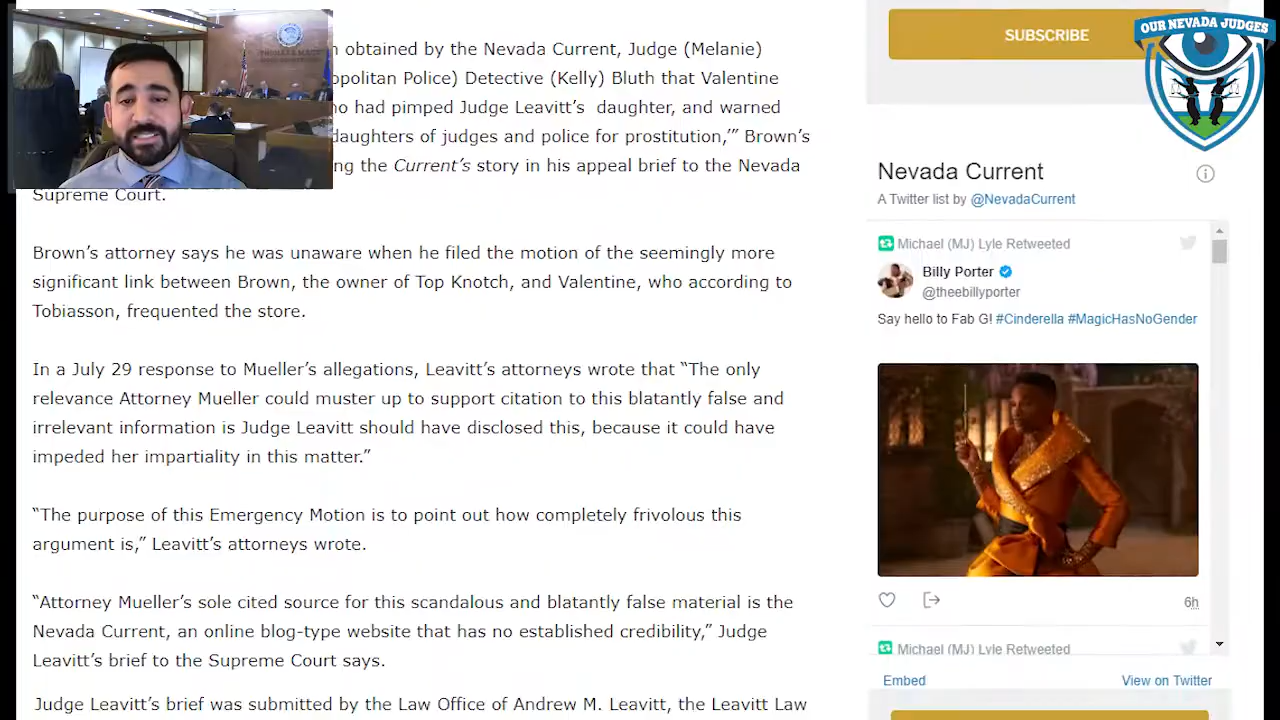 n obtained by the Nevada Current, Judge (Melanie)
opolitan Police) Detective (Kelly) Bluth that Valentine
ho had pimped Judge Leavitt’s daughter, and warned
daughters of judges and police for prostitution,’” Brown’s
ng the Current’s story in his appeal brief to the Nevada
Supreme Court.
Brown’s attorney says he was unaware when he filed the motion of the seemingly more
significant link between Brown, the owner of Top Knotch, and Valentine, who according to
Tobiasson, frequented the store.
In a July 29 response to Mueller’s allegations, Leavitt’s attorneys wrote that “The only
relevance Attorney Mueller could muster up to support citation to this blatantly false and
irrelevant information is Judge Leavitt should have disclosed this, because it could have
impeded her impartiality in this matter.”
“The purpose of this Emergency Motion is to point out how completely frivolous this
argument is,” Leavitt’s attorneys wrote.
“Attorney Mueller’s sole cited source for this scandalous and blatantly false material is the
Nevada Current, an online blog-type website that has no established credibility,” Judge
Leavitt’s brief to the Supreme Court says.
Judge Leavitt’s brief was submitted by the Law Office of Andrew M. Leavitt, the Leavitt Law
SUBSCRIBE
OUR NEVADA JUDGES
Nevada Current
A Twitter list by @NevadaCurrent
Michael (MJ) Lyle Retweeted
Billy Porter
@theebillyporter
Say hello to Fab G! #Cinderella #MagicHasNoGender
6h
Michael (MJ) Lyle Retweeted
Embed
View on Twitter